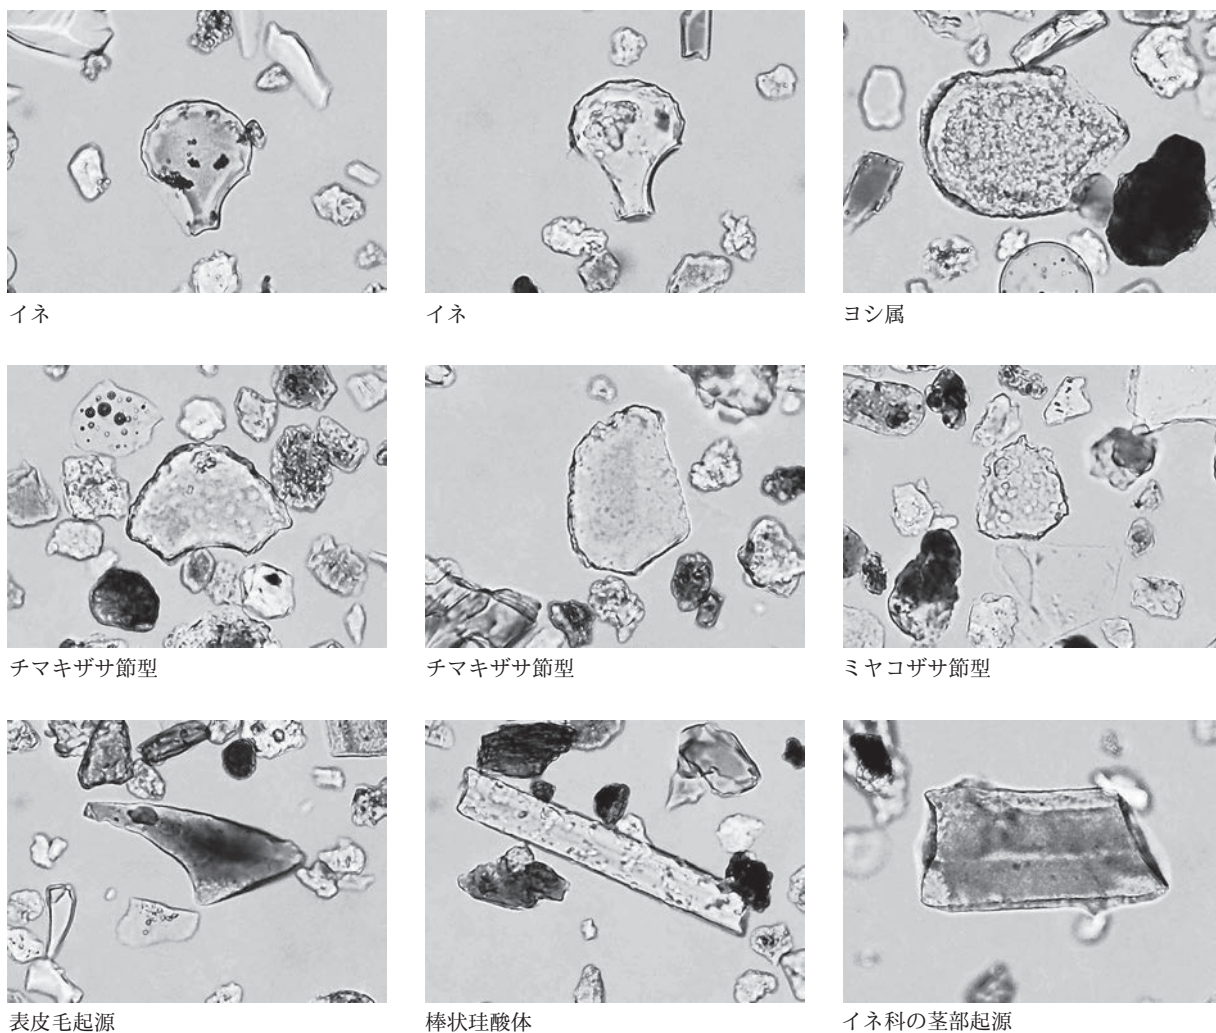 イネ
イネ
ヨシ属
チマキザサ節型
チマキザサ節型
ミヤコザサ節型
表皮毛起源
棒状珪酸体
イネ科の茎部起源